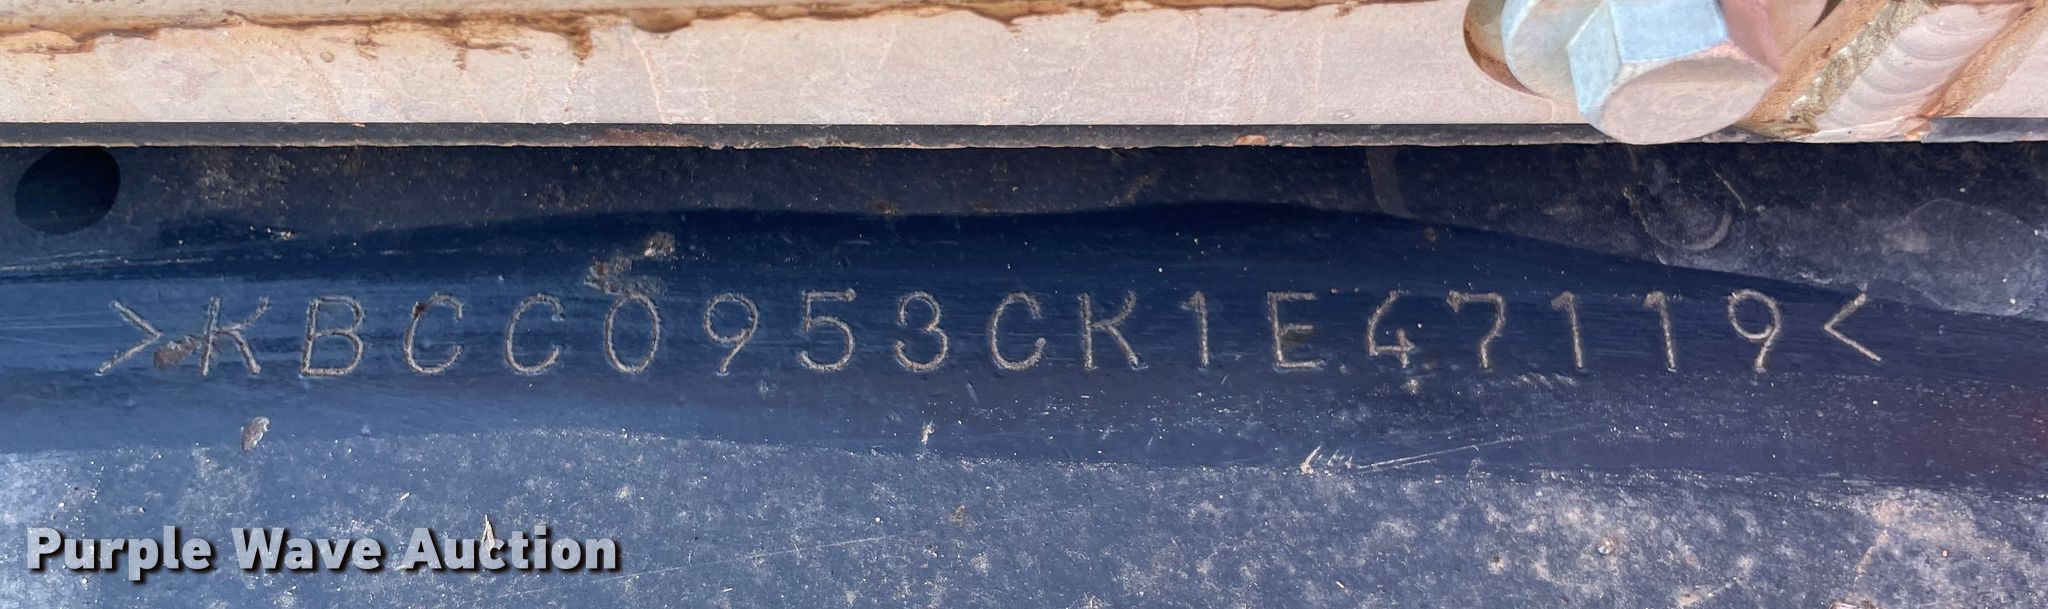 >KBCC0953CK1E47119<
Purple Wave Auction